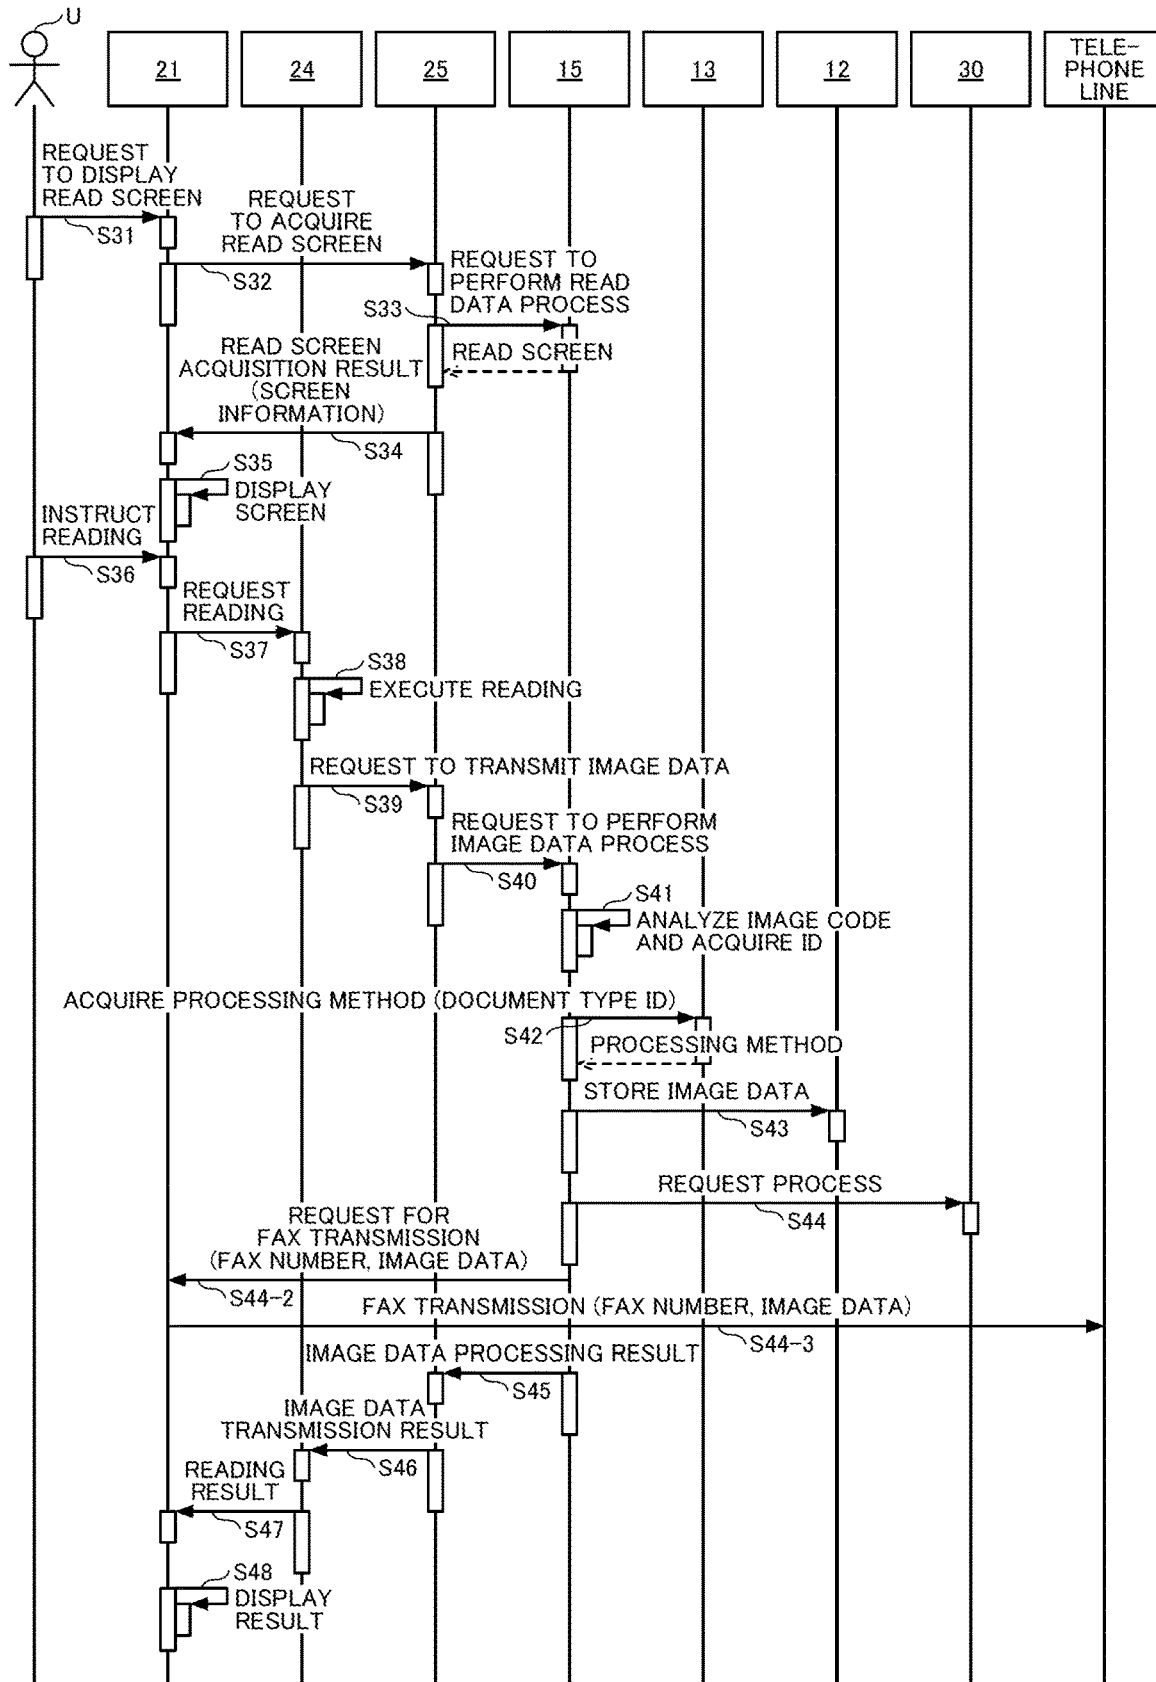 U
21
24
25
15
13
12
30
TELE-
PHONE
LINE
REQUEST
TO DISPLAY
READ SCREEN
S31
REQUEST
TO ACQUIRE
READ SCREEN
S32
REQUEST TO
PERFORM READ
DATA PROCESS
S33
READ SCREEN
READ SCREEN
ACQUISITION RESULT
(SCREEN
INFORMATION)
S34
S35
DISPLAY
SCREEN
INSTRUCT
READING
S36
REQUEST
READING
S37
S38
EXECUTE READING
REQUEST TO TRANSMIT IMAGE DATA
S39
REQUEST TO PERFORM
IMAGE DATA PROCESS
S40
S41
ANALYZE IMAGE CODE
AND ACQUIRE ID
ACQUIRE PROCESSING METHOD (DOCUMENT TYPE ID)
S42
PROCESSING METHOD
STORE IMAGE DATA
S43
REQUEST PROCESS
S44
REQUEST FOR
FAX TRANSMISSION
(FAX NUMBER, IMAGE DATA)
S44-2
FAX TRANSMISSION (FAX NUMBER, IMAGE DATA)
S44-3
IMAGE DATA PROCESSING RESULT
S45
IMAGE DATA
TRANSMISSION RESULT
S46
READING
RESULT
S47
S48
DISPLAY
RESULT